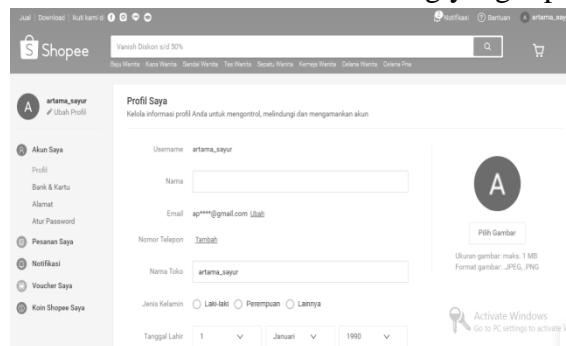 Jual | Download | Ikuti kami di
Notifikasi Bantuan A artama_say
Shopee
Vanish Diskon s/d 50%
Baju Wanita Kaos Wanita Sandal Wanita Tas Wanita Sepatu Wanita Kemeja Wanita Celana Wanita Celana Pria
A
artama_sayur
Ubah Profil
Profil Saya
Kelola informasi profil Anda untuk mengontrol, melindungi dan mengamankan akun
Akun Saya
Profil
Bank & Kartu
Alamat
Atur Password
Pesanan Saya
Notifikasi
Voucher Saya
Koin Shopee Saya
Username artama_sayur
Nama
Email ap****@gmail.com Ubah
Nomor Telepon Tambah
Nama Toko artama_sayur
Jenis Kelamin Laki-laki Perempuan Lainnya
Tanggal Lahir 1 Januari 1990
A
Pilih Gambar
Ukuran gambar: maks. 1 MB
Format gambar: .JPEG, .PNG
Activate Windows
Go to PC settings to activate